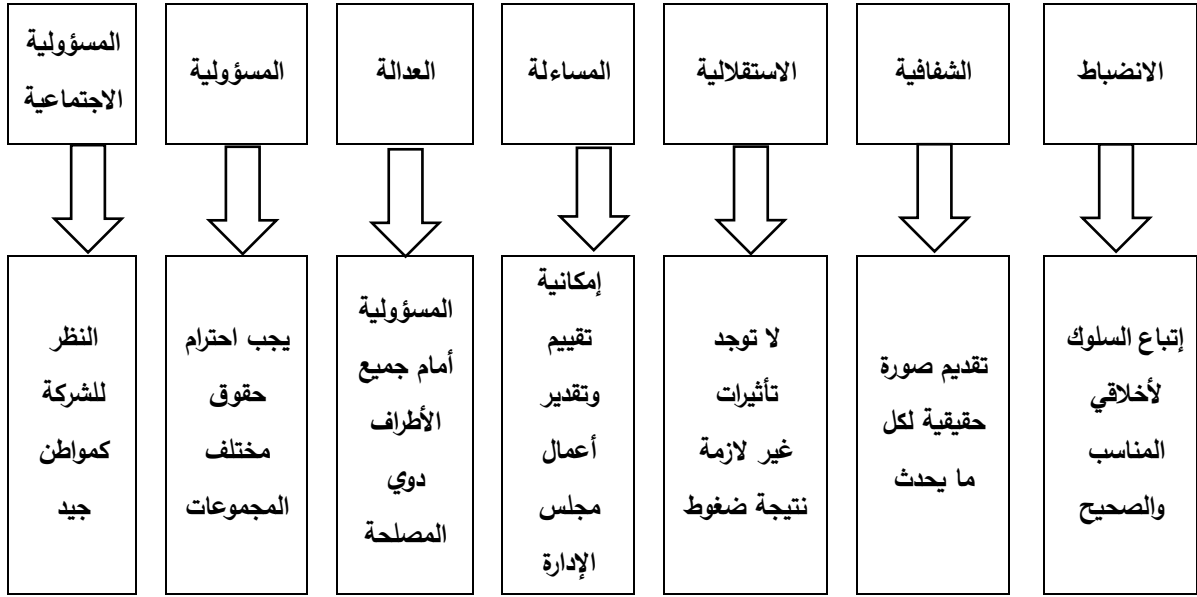 الانضباط
الشفافية
الاستقلالية
المساءلة
العدالة
المسؤولية
المسؤولية
الاجتماعية
إتباع السلوك
لأخلاقي
المناسب
والصحيح
تقديم صورة
حقيقية لكل
ما يحدث
لا توجد
تأثيرات
غير لازمة
نتيجة ضغوط
إمكانية
تقييم
وتقدير
أعمال
مجلس
الإدارة
المسؤولية
أمام جميع
الأطراف
دوي
المصلحة
يجب احترام
حقوق
مختلف
المجموعات
النظر
للشركة
كمواطن
جيد